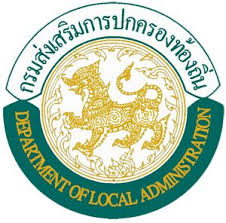 กรมส่งเสริมการปกครองท้องถิ่น
DEPARTMENT OF LOCAL ADMINISTRATION